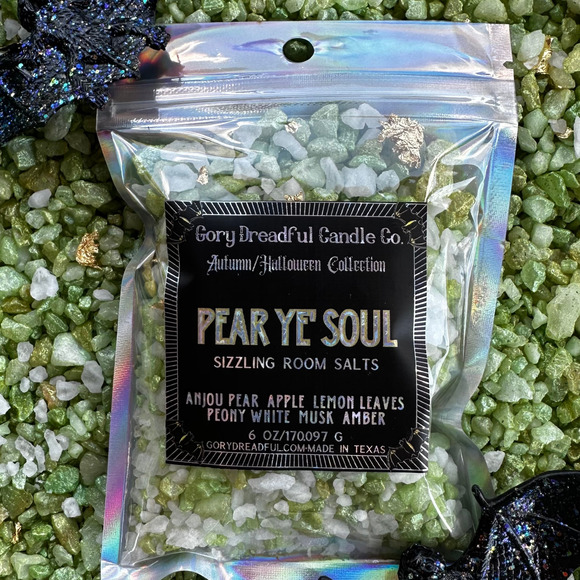 Gory Dreadful Candle Co.
Autumn/Halloween Collection
PEAR YE' SOUL
SIZZLING ROOM SALTS
ANJOU PEAR APPLE LEMON LEAVES
PEONY WHITE MUSK AMBER
6 OZ/170.097 G
GORYDREADFUL.COM-MADE IN TEXAS